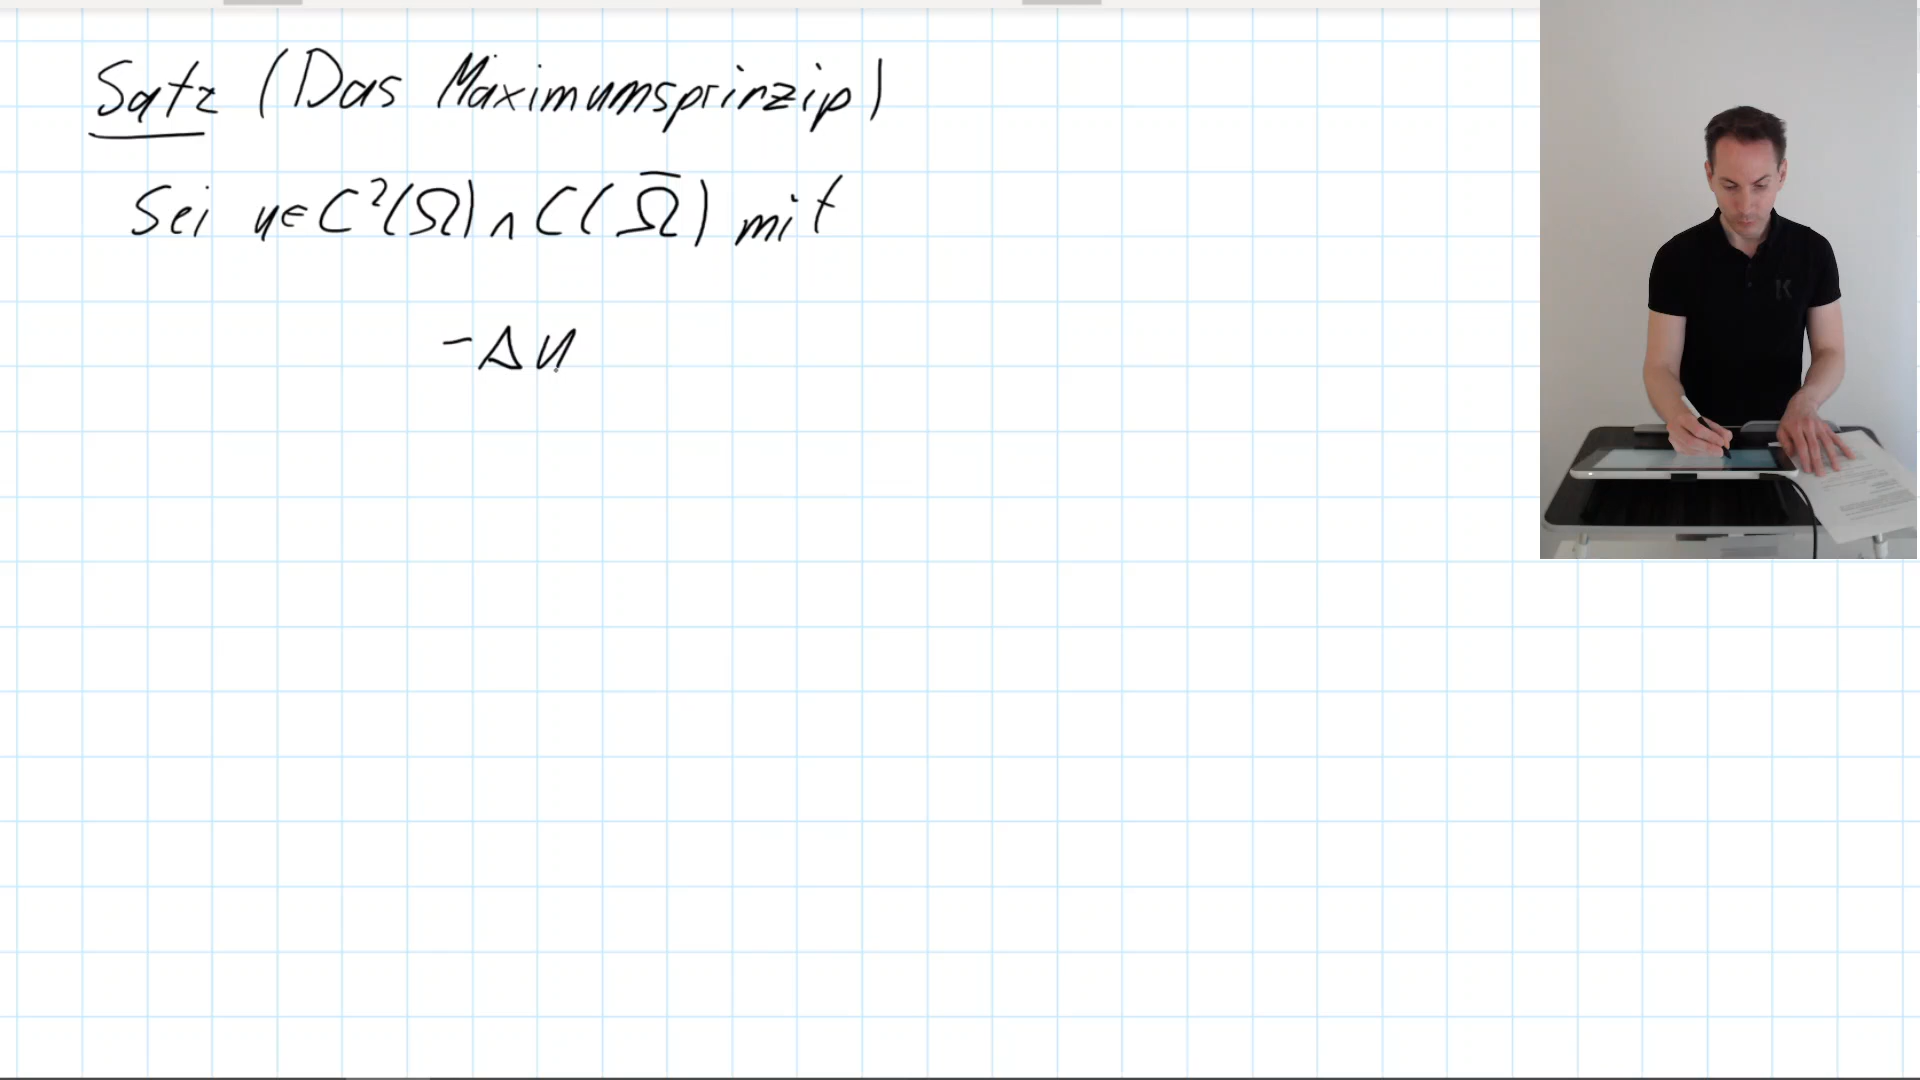 Satz (Das Maximumsprinzip)
Sei u∈C²(Ω)∩C(Ω̅) mit
-Δu
K